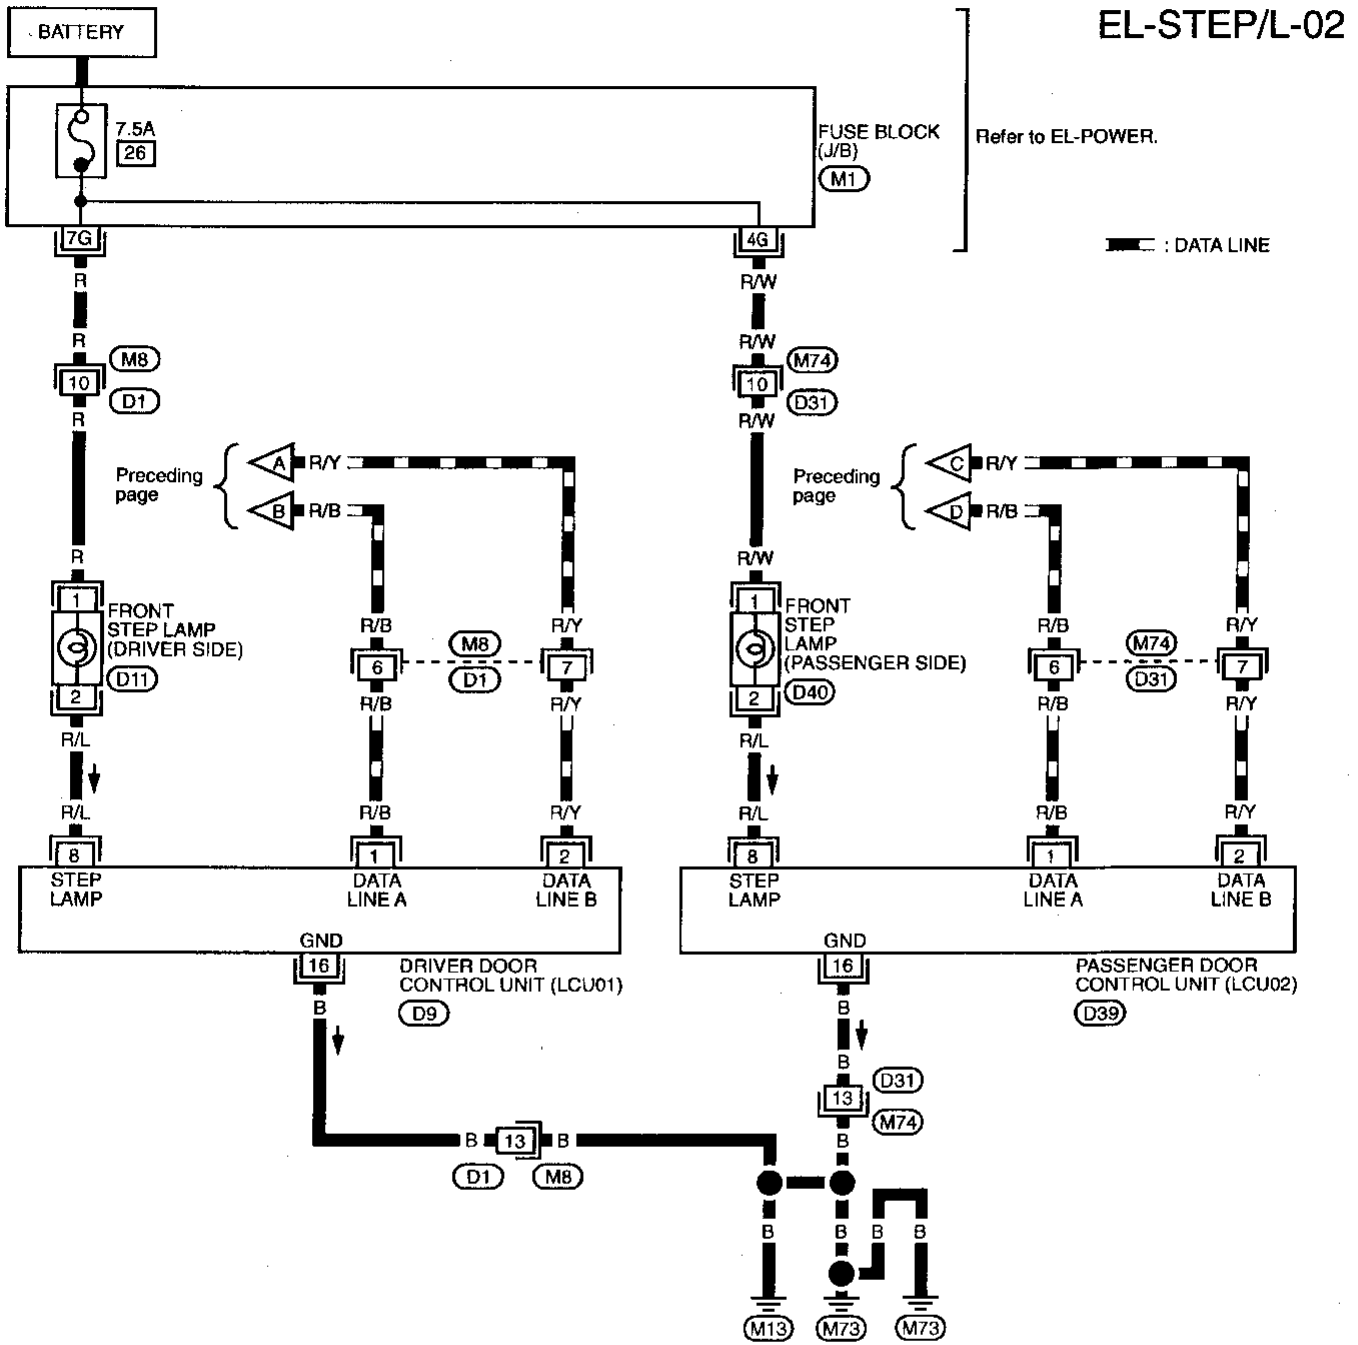 EL-STEP/L-02
BATTERY
7.5A
26
FUSE BLOCK
(J/B)
M1
Refer to EL-POWER.
: DATA LINE
7G
4G
R
R/W
R
R/W
M8
M74
10
10
D1
D31
R
R/W
Preceding
page
A
R/Y
B
R/B
Preceding
page
C
R/Y
D
R/B
R
R/W
1
FRONT
STEP LAMP
(DRIVER SIDE)
D11
2
1
FRONT
STEP
LAMP
(PASSENGER SIDE)
D40
2
R/B
R/Y
R/B
R/Y
M8
M74
6
7
6
7
D1
D31
R/B
R/Y
R/B
R/Y
R/L
R/L
R/L
R/B
R/Y
R/L
R/B
R/Y
8
1
2
8
1
2
STEP
LAMP
DATA
LINE A
DATA
LINE B
STEP
LAMP
DATA
LINE A
DATA
LINE B
GND
GND
16
16
DRIVER DOOR
CONTROL UNIT (LCU01)
D9
PASSENGER DOOR
CONTROL UNIT (LCU02)
D39
B
B
B
D31
13
M74
B
B
13
B
D1
M8
B
B
B
B
M13
M73
M73